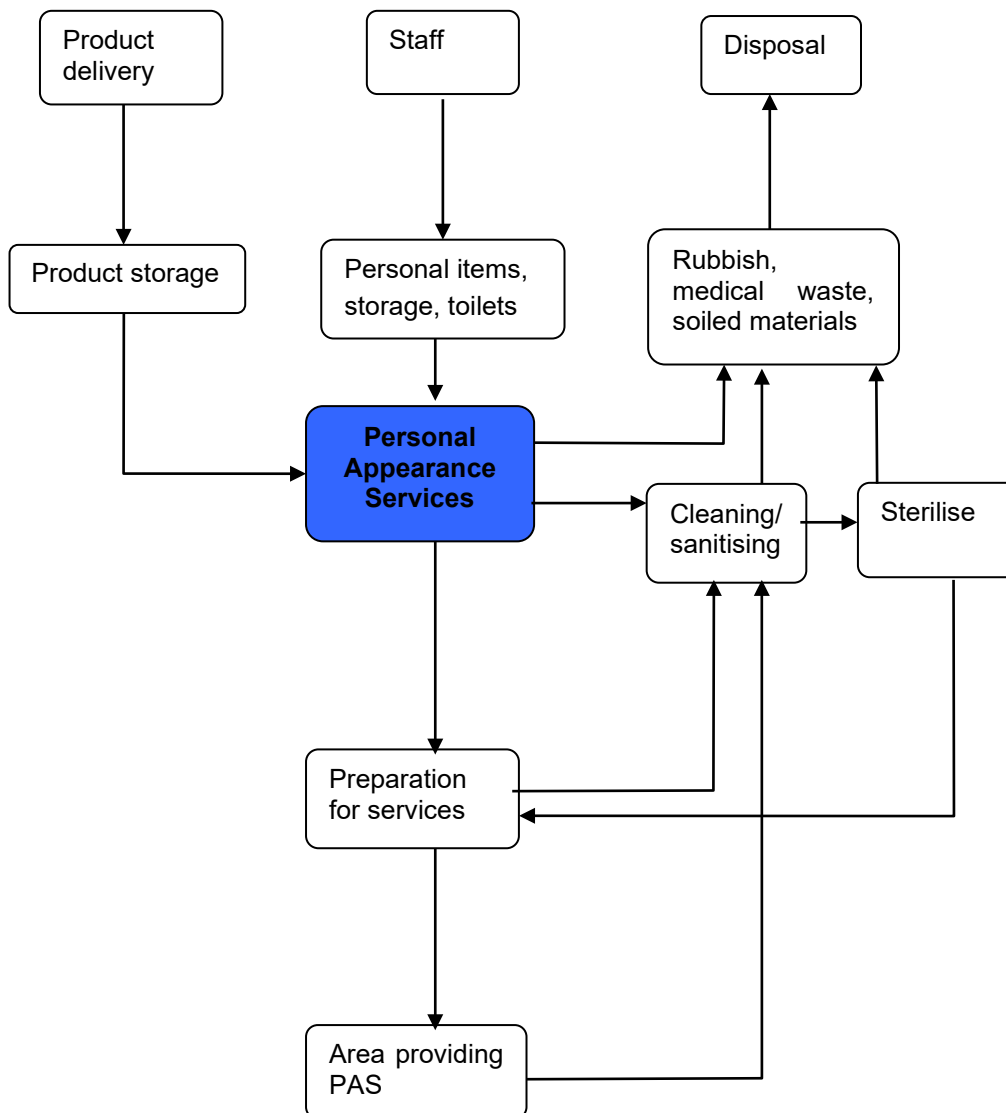 Product
delivery
Staff
Disposal
Product storage
Personal items,
storage, toilets
Rubbish,
medical waste,
soiled materials
Personal
Appearance
Services
Cleaning/
sanitising
Sterilise
Preparation
for services
Area providing
PAS